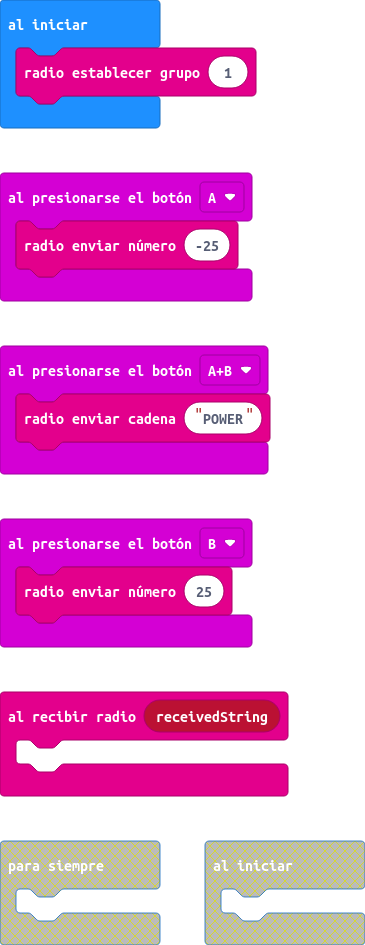 al iniciar
radio establecer grupo 1
al presionarse el botón A
radio enviar número -25
al presionarse el botón A+B
radio enviar cadena "POWER"
al presionarse el botón B
radio enviar número 25
al recibir radio receivedString
para siempre
al iniciar